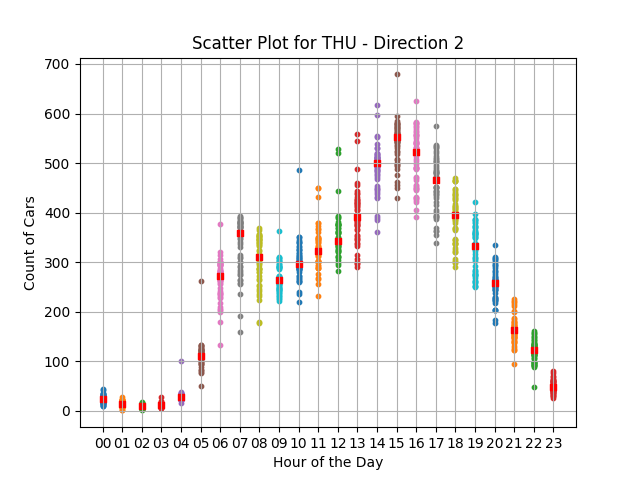 Scatter Plot for THU - Direction 2
700
600
500
400
300
200
100
0
Count of Cars
00 01 02 03 04 05 06 07 08 09 10 11 12 13 14 15 16 17 18 19 20 21 22 23
Hour of the Day